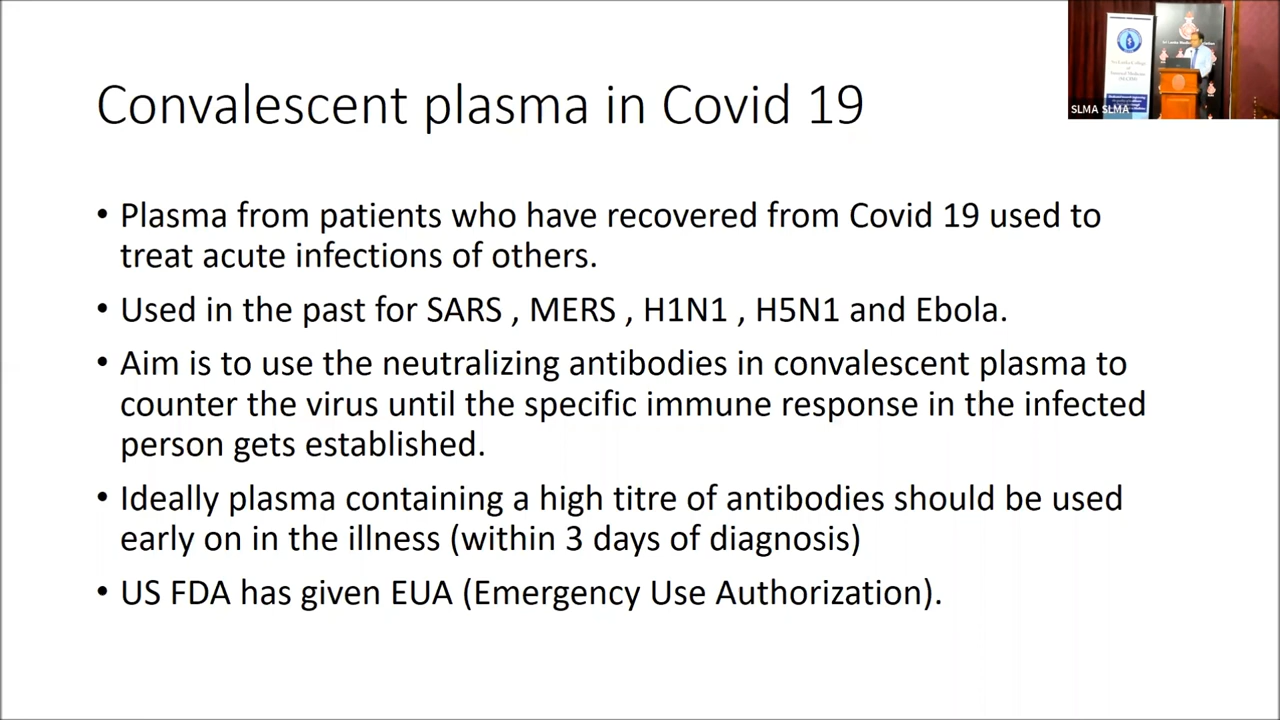 Convalescent plasma in Covid 19
• Plasma from patients who have recovered from Covid 19 used to
treat acute infections of others.
• Used in the past for SARS , MERS , H1N1 , H5N1 and Ebola.
• Aim is to use the neutralizing antibodies in convalescent plasma to
counter the virus until the specific immune response in the infected
person gets established.
• Ideally plasma containing a high titre of antibodies should be used
early on in the illness (within 3 days of diagnosis)
• US FDA has given EUA (Emergency Use Authorization).
SLMA SLMA